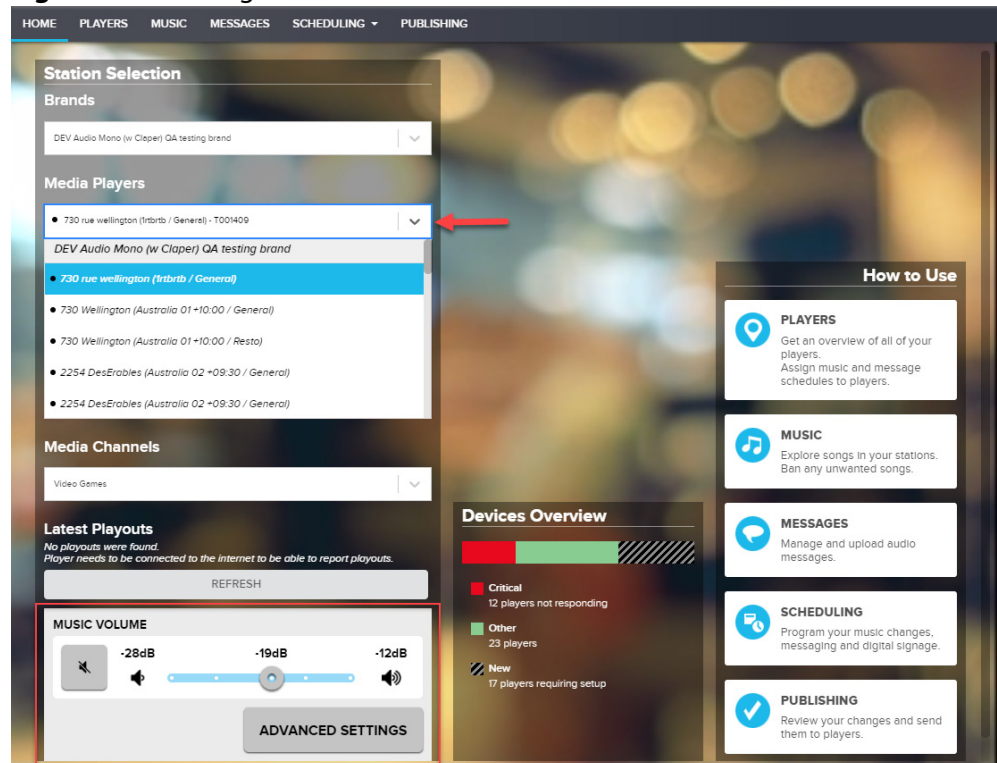 HOME PLAYERS MUSIC MESSAGES SCHEDULING PUBLISHING
Station Selection
Brands
DEV Audio Mono (w Claper) QA testing brand
Media Players
730 rue wellington (1rtbrtb / General) - T001409
DEV Audio Mono (w Claper) QA testing brand
730 rue wellington (1rtbrtb / General)
730 Wellington (Australia 01 +10:00 / General)
730 Wellington (Australia 01 +10:00 / Resto)
2254 DesErables (Australia 02 +09:30 / General)
2254 DesErables (Australia 02 +09:30 / General)
Media Channels
Video Games
Latest Playouts
No playouts were found.
Player needs to be connected to the internet to be able to report playouts.
REFRESH
MUSIC VOLUME
-28dB -19dB -12dB
ADVANCED SETTINGS
Devices Overview
Critical
12 players not responding
Other
23 players
New
17 players requiring setup
How to Use
PLAYERS
Get an overview of all of your
players.
Assign music and message
schedules to players.
MUSIC
Explore songs in your stations.
Ban any unwanted songs.
MESSAGES
Manage and upload audio
messages.
SCHEDULING
Program your music changes,
messaging and digital signage.
PUBLISHING
Review your changes and send
them to players.